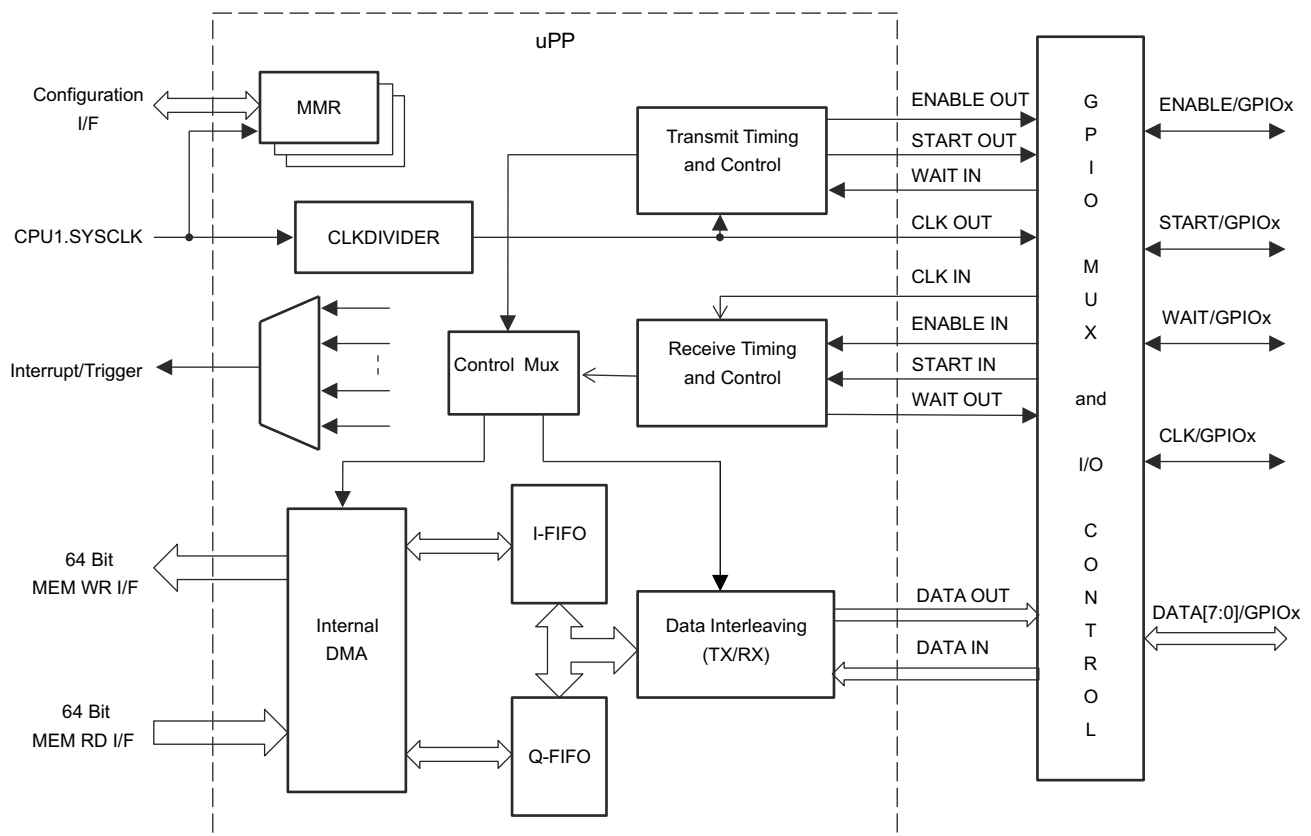 uPP
Configuration
I/F
MMR
CPU1.SYSCLK
CLKDIVIDER
Interrupt/Trigger
Transmit Timing
and Control
ENABLE OUT
START OUT
WAIT IN
CLK OUT
CLK IN
ENABLE IN
START IN
WAIT OUT
Control Mux
Receive Timing
and Control
64 Bit
MEM WR I/F
64 Bit
MEM RD I/F
Internal
DMA
I-FIFO
Q-FIFO
Data Interleaving
(TX/RX)
DATA OUT
DATA IN
G
P
I
O
M
U
X
and
I/O
C
O
N
T
R
O
L
ENABLE/GPIOx
START/GPIOx
WAIT/GPIOx
CLK/GPIOx
DATA[7:0]/GPIOx